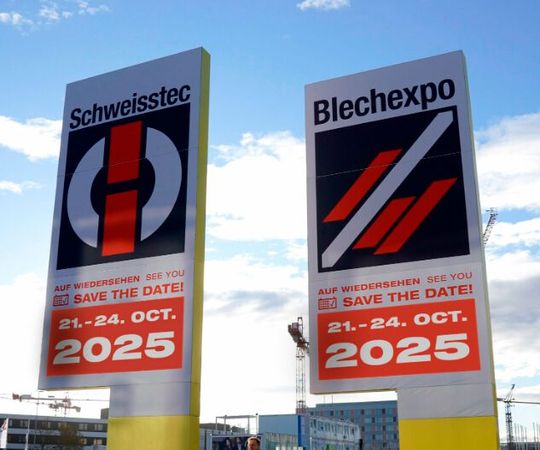 Schweisstec
AUF WIEDERSEHEN SEE YOU
SAVE THE DATE!
21.-24. OCT.
2025
Blechexpo
AUF WIEDERSEHEN SEE YOU
SAVE THE DATE!
21.-24. OCT.
2025